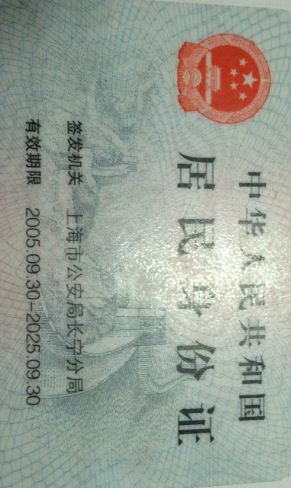 中华人民共和国
居民身份证
签发机关 上海市公安局长宁分局
有效期限 2005.09.30-2025.09.30